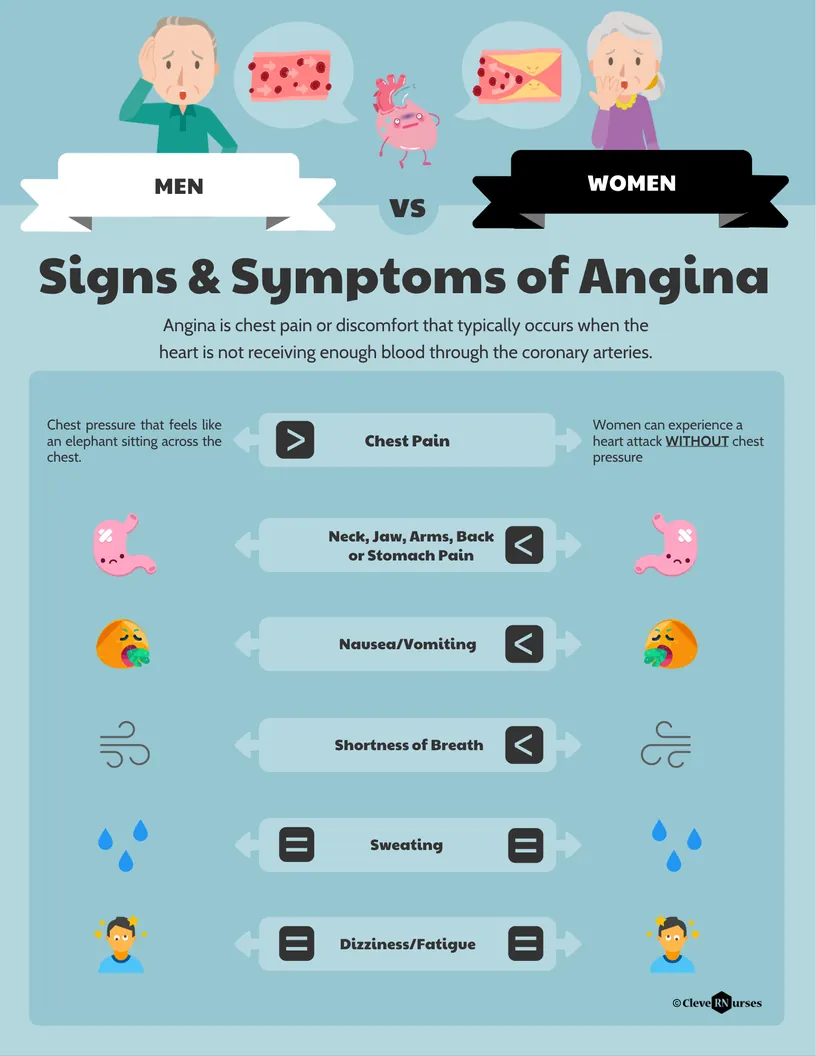 MEN
WOMEN
VS
Signs & Symptoms of Angina
Angina is chest pain or discomfort that typically occurs when the
heart is not receiving enough blood through the coronary arteries.
Chest pressure that feels like
an elephant sitting across the
chest.
>
Chest Pain
Women can experience a
heart attack WITHOUT chest
pressure
Neck, Jaw, Arms, Back
or Stomach Pain
<
Nausea/Vomiting
<
Shortness of Breath
<
=
Sweating
=
=
Dizziness/Fatigue
=
©CleveRNurses